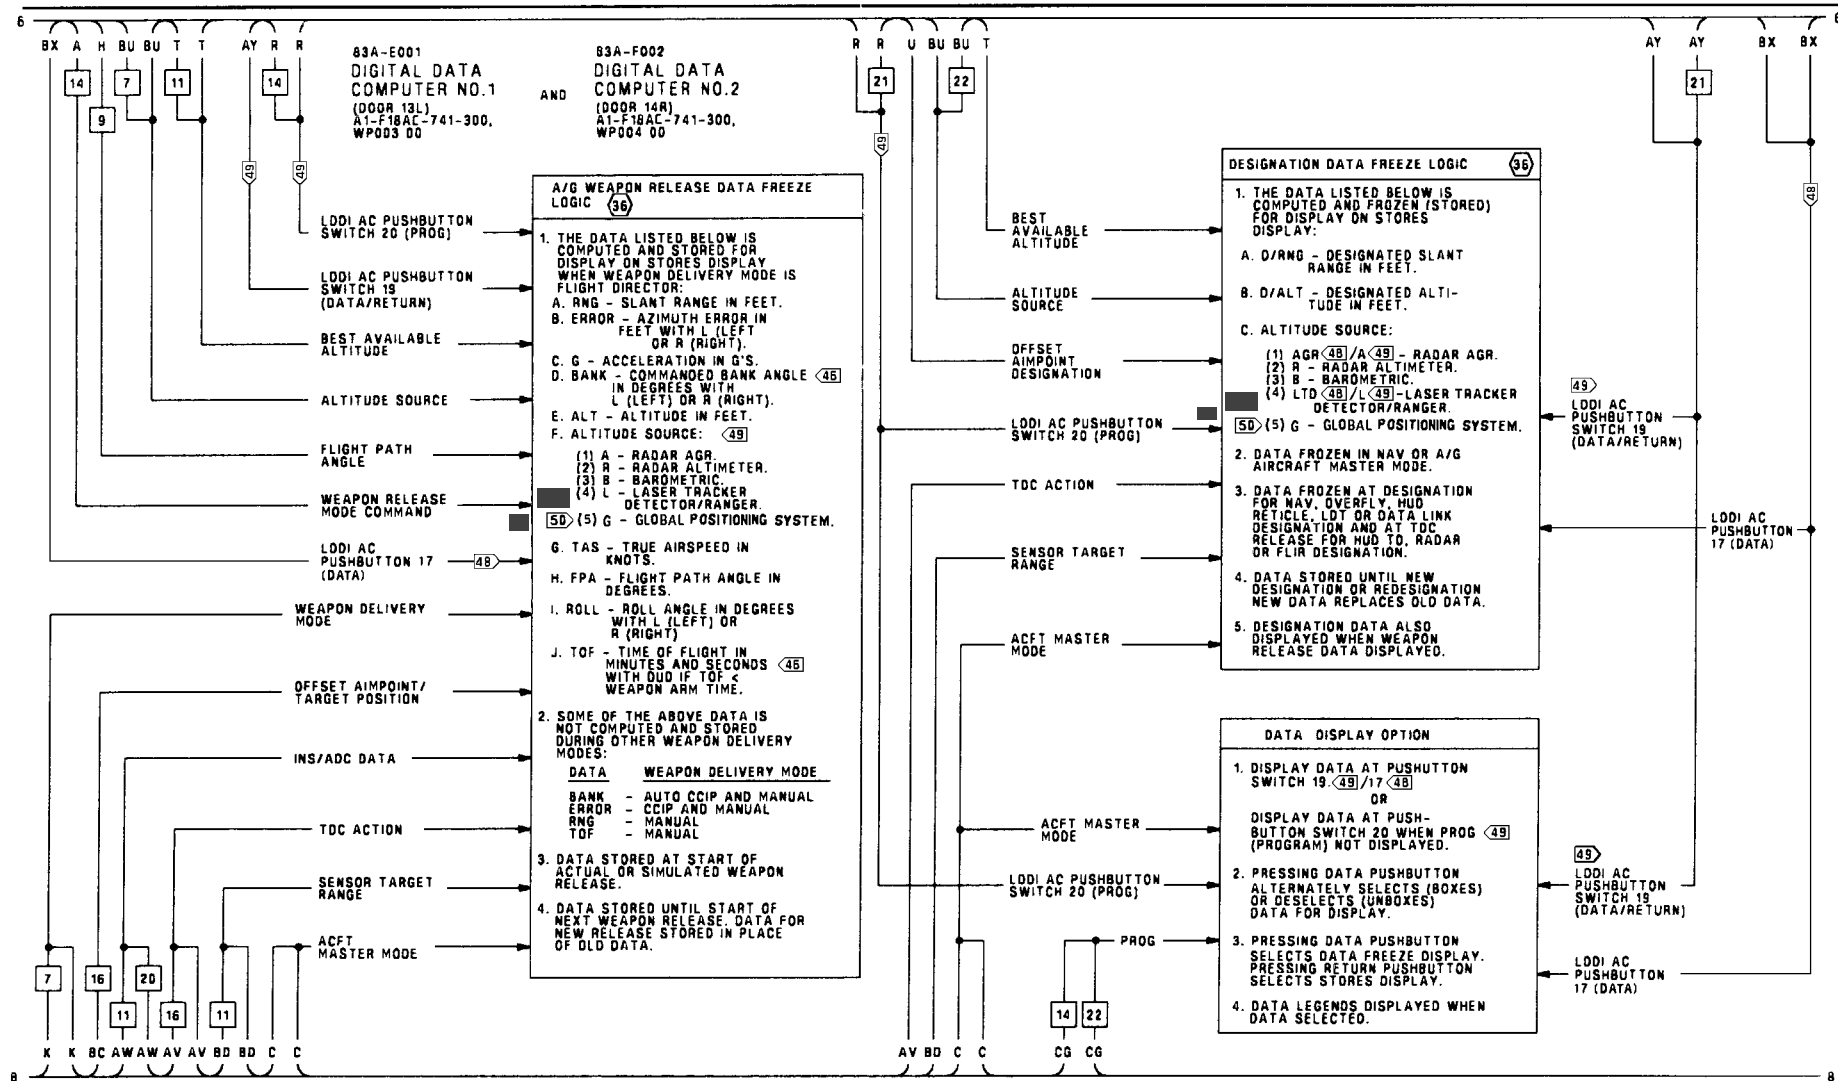 6
6
BX A H BU BU T T AY R R
R R U BU BU T
AY AY BX BX
14 7 11 14
9
21 22
21
49 49
49
48
83A-E001
DIGITAL DATA
COMPUTER NO.1
(DOOR 13L)
A1-F18AC-741-300,
WP003 00
AND
83A-F002
DIGITAL DATA
COMPUTER NO.2
(DOOR 14R)
A1-F18AC-741-300,
WP004 00
LDDI AC PUSHBUTTON
SWITCH 20 (PROG)
LDDI AC PUSHBUTTON
SWITCH 19
(DATA/RETURN)
BEST AVAILABLE
ALTITUDE
ALTITUDE SOURCE
FLIGHT PATH
ANGLE
WEAPON RELEASE
MODE COMMAND
LDDI AC
PUSHBUTTON 17
(DATA)
48
WEAPON DELIVERY
MODE
OFFSET AIMPOINT/
TARGET POSITION
INS/ADC DATA
TDC ACTION
SENSOR TARGET
RANGE
ACFT
MASTER MODE
A/G WEAPON RELEASE DATA FREEZE
LOGIC 36
1. THE DATA LISTED BELOW IS
COMPUTED AND STORED FOR
DISPLAY ON STORES DISPLAY
WHEN WEAPON DELIVERY MODE IS
FLIGHT DIRECTOR:
A. RNG - SLANT RANGE IN FEET.
B. ERROR - AZIMUTH ERROR IN
FEET WITH L (LEFT
OR R (RIGHT).
C. G - ACCELERATION IN G'S.
D. BANK - COMMANDED BANK ANGLE 46
IN DEGREES WITH
L (LEFT) OR R (RIGHT).
E. ALT - ALTITUDE IN FEET.
F. ALTITUDE SOURCE: 49
(1) A - RADAR AGR.
(2) R - RADAR ALTIMETER.
(3) B - BAROMETRIC.
(4) L - LASER TRACKER
DETECTOR/RANGER.
50 (5) G - GLOBAL POSITIONING SYSTEM.
G. TAS - TRUE AIRSPEED IN
KNOTS.
H. FPA - FLIGHT PATH ANGLE IN
DEGREES.
I. ROLL - ROLL ANGLE IN DEGREES
WITH L (LEFT) OR
R (RIGHT)
J. TOF - TIME OF FLIGHT IN
MINUTES AND SECONDS 46
WITH DUD IF TOF <
WEAPON ARM TIME.
2. SOME OF THE ABOVE DATA IS
NOT COMPUTED AND STORED
DURING OTHER WEAPON DELIVERY
MODES:
DATA WEAPON DELIVERY MODE
BANK - AUTO CCIP AND MANUAL
ERROR - CCIP AND MANUAL
RNG - MANUAL
TOF - MANUAL
3. DATA STORED AT START OF
ACTUAL OR SIMULATED WEAPON
RELEASE.
4. DATA STORED UNTIL START OF
NEXT WEAPON RELEASE. DATA FOR
NEW RELEASE STORED IN PLACE
OF OLD DATA.
BEST
AVAILABLE
ALTITUDE
ALTITUDE
SOURCE
OFFSET
AIMPOINT
DESIGNATION
LDDI AC PUSHBUTTON
SWITCH 20 (PROG)
TDC ACTION
SENSOR TARGET
RANGE
ACFT MASTER
MODE
DESIGNATION DATA FREEZE LOGIC 36
1. THE DATA LISTED BELOW IS
COMPUTED AND FROZEN (STORED)
FOR DISPLAY ON STORES
DISPLAY:
A. D/RNG - DESIGNATED SLANT
RANGE IN FEET.
B. D/ALT - DESIGNATED ALTI-
TUDE IN FEET.
C. ALTITUDE SOURCE:
(1) AGR 48 /A 49 - RADAR AGR.
(2) R - RADAR ALTIMETER.
(3) B - BAROMETRIC.
(4) LTD 48 /L 49 - LASER TRACKER
DETECTOR/RANGER.
50 (5) G - GLOBAL POSITIONING SYSTEM.
2. DATA FROZEN IN NAV OR A/G
AIRCRAFT MASTER MODE.
3. DATA FROZEN AT DESIGNATION
FOR NAV, OVERFLY, HUD
RETICLE, LDT OR DATA LINK
DESIGNATION AND AT TDC
RELEASE FOR HUD TD, RADAR
OR FLIR DESIGNATION.
4. DATA STORED UNTIL NEW
DESIGNATION OR REDESIGNATION
NEW DATA REPLACES OLD DATA.
5. DESIGNATION DATA ALSO
DISPLAYED WHEN WEAPON
RELEASE DATA DISPLAYED.
49
LDDI AC
PUSHBUTTON
SWITCH 19
(DATA/RETURN)
LDDI AC
PUSHBUTTON
17 (DATA)
DATA DISPLAY OPTION
1. DISPLAY DATA AT PUSHUTTON
SWITCH 19. 49 /17 48
OR
DISPLAY DATA AT PUSH-
BUTTON SWITCH 20 WHEN PROG 49
(PROGRAM) NOT DISPLAYED.
2. PRESSING DATA PUSHBUTTON
ALTERNATELY SELECTS (BOXES)
OR DESELECTS (UNBOXES)
DATA FOR DISPLAY.
3. PRESSING DATA PUSHBUTTON
SELECTS DATA FREEZE DISPLAY.
PRESSING RETURN PUSHBUTTON
SELECTS STORES DISPLAY.
4. DATA LEGENDS DISPLAYED WHEN
DATA SELECTED.
ACFT MASTER
MODE
LDDI AC PUSHBUTTON
SWITCH 20 (PROG)
PROG
49
LDDI AC
PUSHBUTTON
SWITCH 19
(DATA/RETURN)
LDDI AC
PUSHBUTTON
17 (DATA)
7 16 20
11 16 11
14 22
K K BC AW AW AV AV BD BD C C
AV BD C C CG CG
8
8